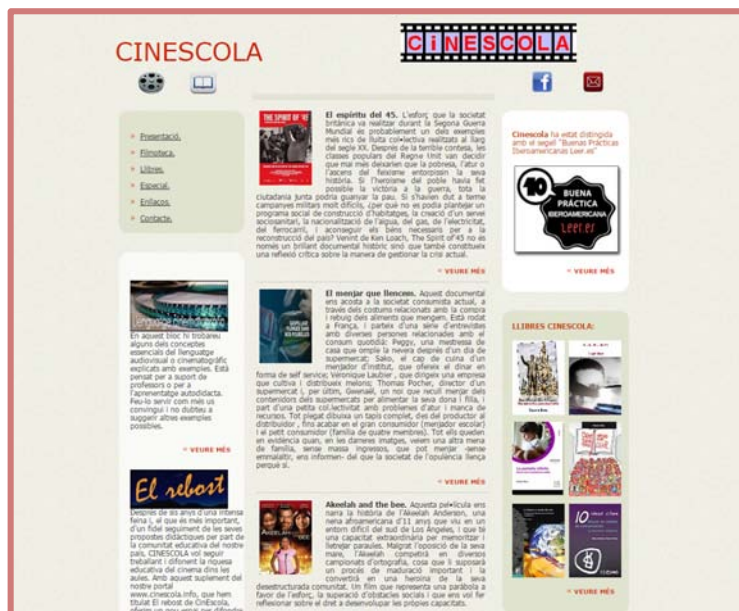 CINESCOLA
CiNESCOLA
Presentació.
Filmoteca.
Llibres.
Especial.
Enllaços.
Contacte.
En aquest bloc hi trobareu
alguns dels conceptes
essencials del llenguatge
audiovisual o cinematogràfic
explicats amb exemples. Està
pensat per a suport de
professors o per a
l'aprenentatge autodidacta.
Feu-lo servir com més us
convingui i no dubteu a
suggerir altres exemples
possibles.
« VEURE MÉS
El rebost
Després de sis anys d'una intensa
feina i, el que és més important,
d'un fidel seguiment de les seves
propostes didàctiques per part de
la comunitat educativa del nostre
país, CINESCOLA vol seguir
treballant i difonent la riquesa
educativa del cinema dins les
aules. Amb aquest suplement del
nostre portal
www.cinescola.info, que hem
titulat El rebost de CinEscola,
THE SPIRIT OF '45
El espíritu del 45. L'esforç que la societat
britànica va realitzar durant la Segona Guerra
Mundial és probablement un dels exemples
més rics de lluita col•lectiva realitzats al llarg
del segle XX. Després de la terrible contesa, les
classes populars del Regne Unit van decidir
que mai més deixarien que la pobresa, l'atur o
l'ascens del feixisme entorpissin la seva
història. Si l'heroisme del poble havia fet
possible la victòria a la guerra, tota la
ciutadania junta podria guanyar la pau. Si s'havien dut a terme
campanyes militars molt difícils, ¿per què no es podia plantejar un
programa social de construcció d'habitatges, la creació d'un servei
sociosanitari, la nacionalització de l'aigua, del gas, de l'electricitat,
del ferrocarril, i aconseguir els béns necessaris per a la
reconstrucció del país? Venint de Ken Loach, The Spirit of'45 no és
només un brillant documental històric sinó que també constitueix
una reflexió crítica sobre la manera de gestionar la crisi actual.
« VEURE MÉS
El menjar que llencem. Aquest documental
ens acosta a la societat consumista actual, a
través dels costums relacionats amb la compra
i rebuig dels aliments que mengem. Està rodat
a França, i parteix d'una sèrie d'entrevistes
amb diverses persones relacionades amb el
consum quotidià: Peggy, una mestressa de
casa que omple la nevera després d'un dia de
supermercat; Sako, el cap de cuina d'un
menjador d'institut, que ofereix el dinar en
forma de self service; Véronique Laubier , que dirigeix una empresa
que cultiva i distribueix melons; Thomas Pocher, director d'un
supermercat i, per últim, Gwenaël, un noi que recull menjar dels
contenidors dels supermercats per alimentar la seva dona i filla, i
part d'una petita col.lectivitat amb problemes d'atur i manca de
recursos. Tot plegat dibuixa un tapís complet, des del productor al
distribuidor , fins acabar en el gran consumidor (menjador escolar)
i el petit consumidor (família de quatre membres). Tot ells queden
en evidència quan, en les darreres imatges, veiem una altra mena
de família, sense massa ingressos, que pot menjar -sense
emmalaltir, ens informen- del que la societat de l'opulència llença
perquè sí.
« VEURE MÉS
AKEELAH
Akeelah and the bee. Aquesta pel•lícula ens
narra la història de l'Akeelah Anderson, una
nena afroamericana d'11 anys que viu en un
entorn difícil del sud de Los Ángeles, i que té
una capacitat extraordinària per memoritzar i
lletrejar paraules. Malgrat l'oposició de la seva
mare, l'Akeelah competirà en diversos
campionats d'ortografia, cosa que li suposarà
un procés de maduració important i la
convertirà en una heroïna de la seva
desestructurada comunitat. Un film que representa una paràbola a
favor de l'esforç, la superació d'obstacles socials i que ens vol fer
reflexionar sobre el dret a desenvolupar les pròpies capacitats.
Cinescola ha estat distingida
amb el segell "Buenas Prácticas
Iberoamericanas Leer.es"
10
BUENA
PRÁCTICA
IBEROAMERICANA
Leer.es
« VEURE MÉS
LLIBRES CINESCOLA:
10
« VEURE MÉS